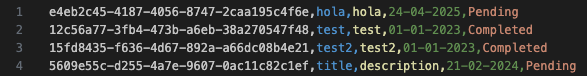 1 e4eb2c45-4187-4056-8747-2caa195c4f6e,hola,hola,24-04-2025,Pending
2 12c56a77-3fb4-473b-a6eb-38a270547f48,test,test,01-01-2023,Completed
3 15fd8435-f636-4d67-892a-a66dc08b4e21,test2,test2,01-01-2023,Completed
4 5609e55c-d255-4a7e-9607-0ac11c82c1ef,title,description,21-02-2024,Pending